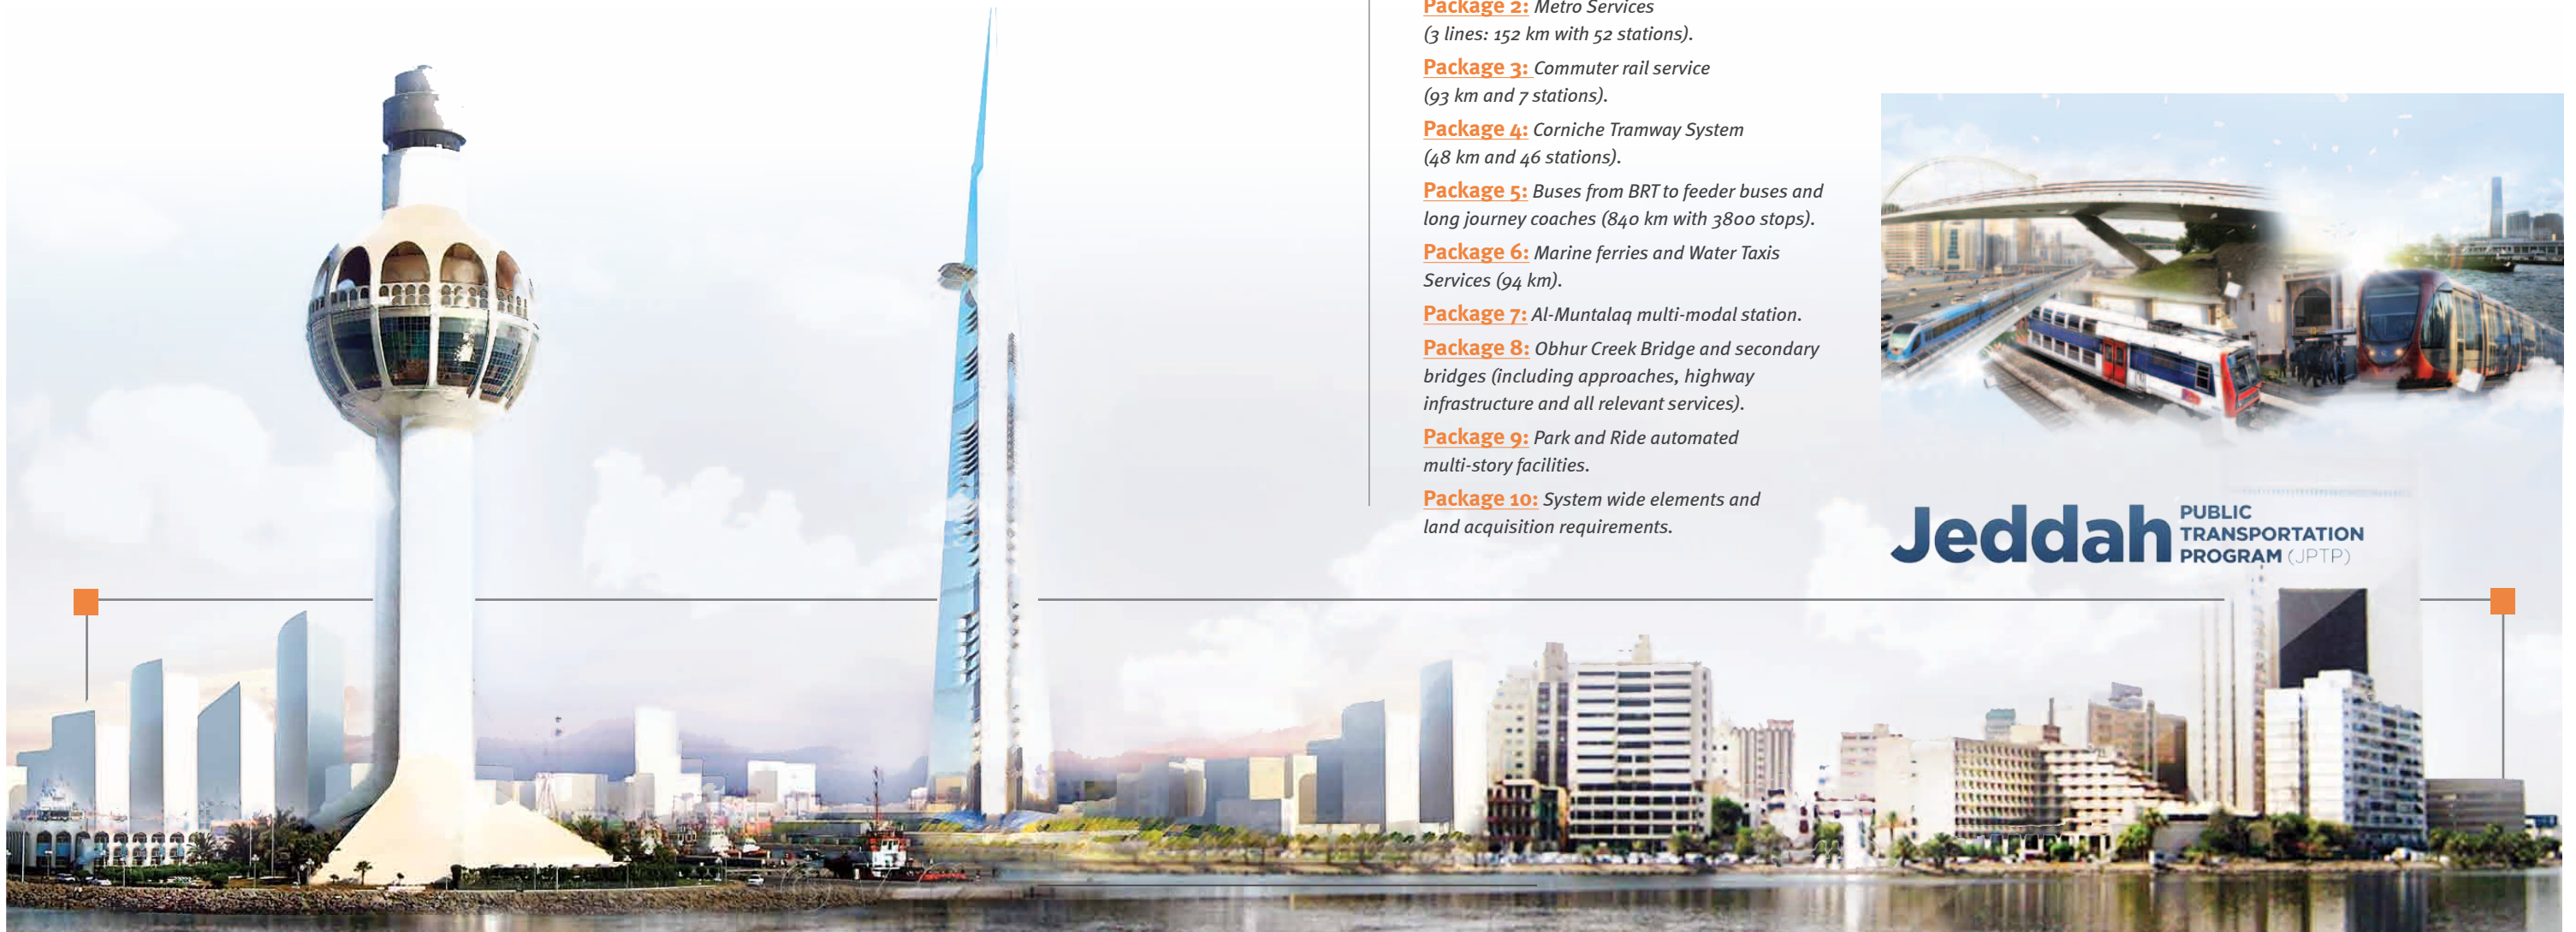 Package 2: Metro Services
(3 lines: 152 km with 52 stations).
Package 3: Commuter rail service
(93 km and 7 stations).
Package 4: Corniche Tramway System
(48 km and 46 stations).
Package 5: Buses from BRT to feeder buses and
long journey coaches (840 km with 3800 stops).
Package 6: Marine ferries and Water Taxis
Services (94 km).
Package 7: Al-Muntalaq multi-modal station.
Package 8: Obhur Creek Bridge and secondary
bridges (including approaches, highway
infrastructure and all relevant services).
Package 9: Park and Ride automated
multi-story facilities.
Package 10: System wide elements and
land acquisition requirements.
Jeddah PUBLIC
TRANSPORTATION
PROGRAM (JPTP)